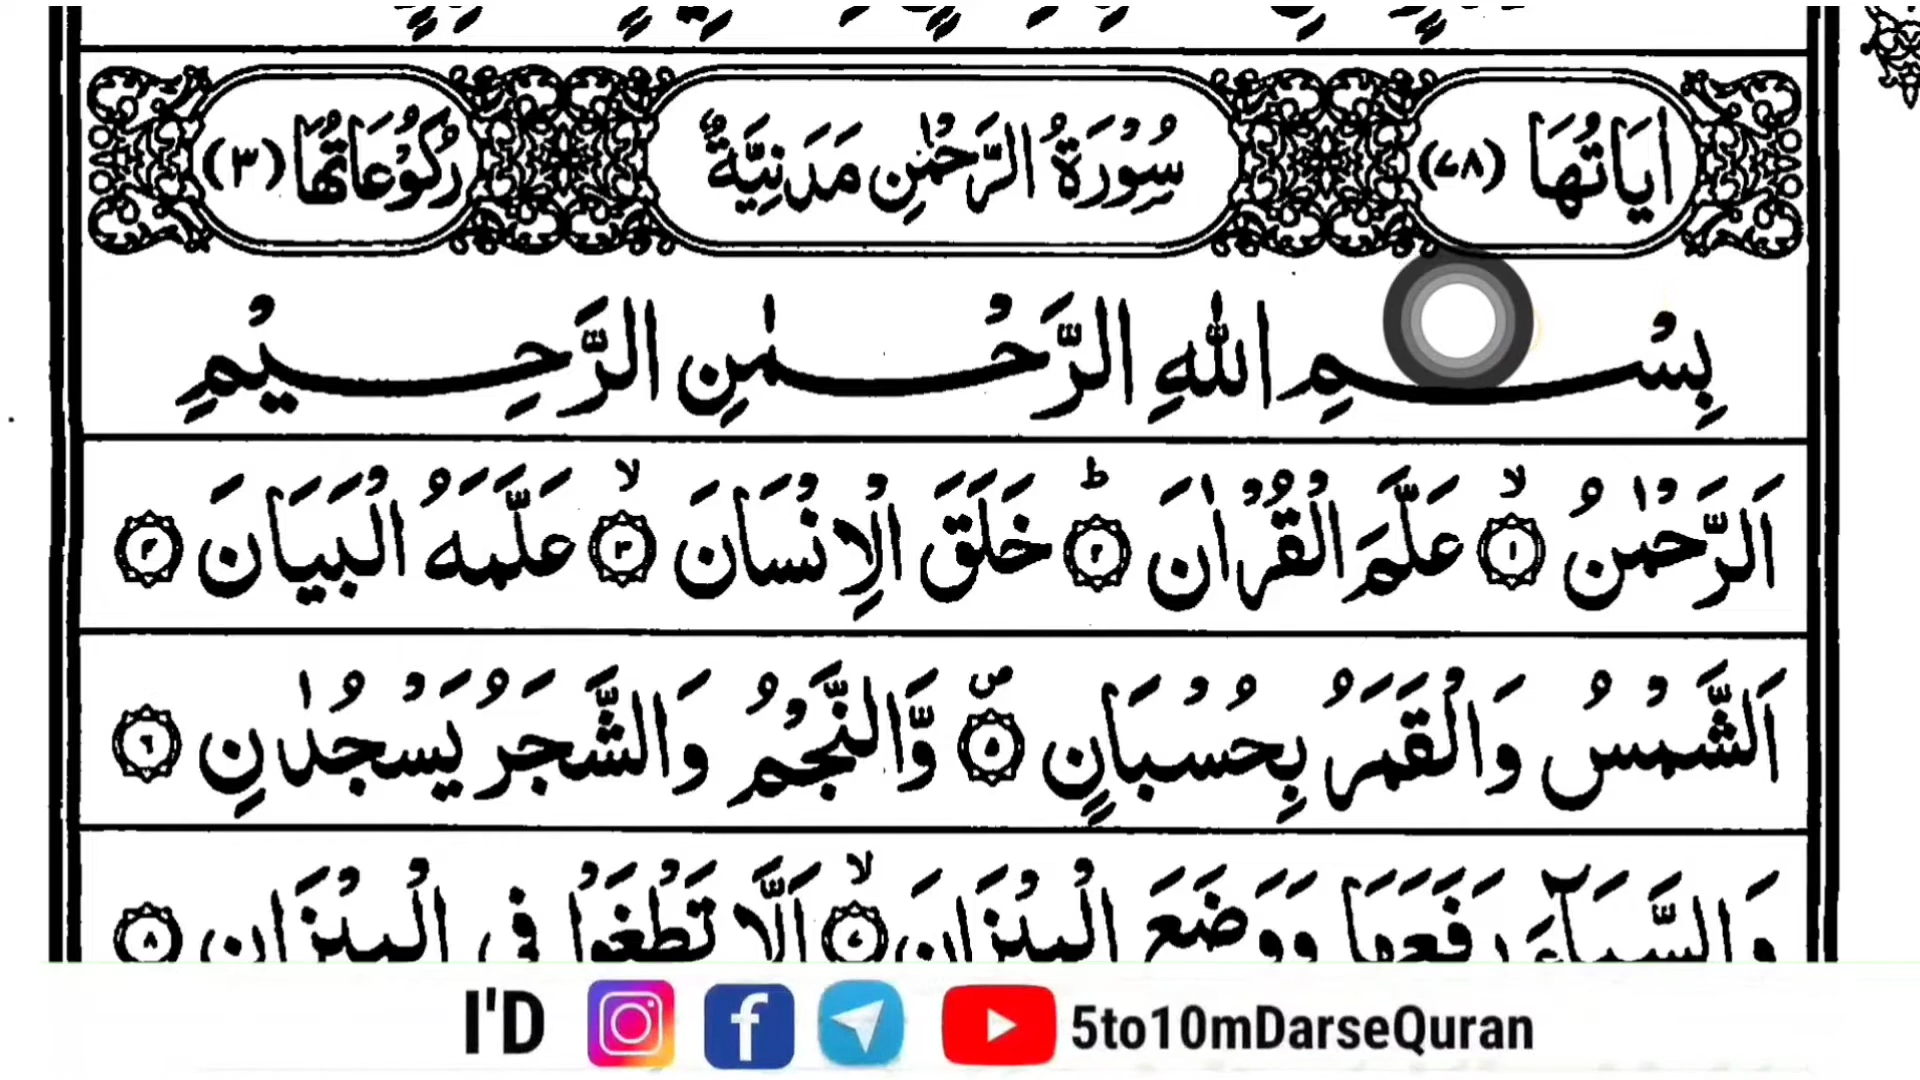 اٰيَاتُهَا (٧٨) سُوْرَةُ الرَّحْمٰنِ مَدَنِيَّةٌ رُكُوْعَاتُهَا (٣)
بِسْمِ اللّٰهِ الرَّحْمٰنِ الرَّحِيْمِ
اَلرَّحْمٰنُ ۙ‏﴿١﴾ عَلَّمَ الْقُرْاٰنَ ؕ‏﴿٢﴾ خَلَقَ الْاِنْسَانَ ۙ‏﴿٣﴾ عَلَّمَهُ الْبَيَانَ ﴿٤﴾
اَلشَّمْسُ وَالْقَمَرُ بِحُسْبَانٍ ۪‏﴿٥﴾ وَّالنَّجْمُ وَالشَّجَرُ يَسْجُدٰنِ ﴿٦﴾
وَالسَّمَآءَ رَفَعَهَا وَوَضَعَ الْمِيْزَانَ ۙ‏﴿٧﴾ اَلَّا تَطْغَوْا فِى الْمِيْزَانِ ﴿٨﴾
I'D 5to10mDarseQuran